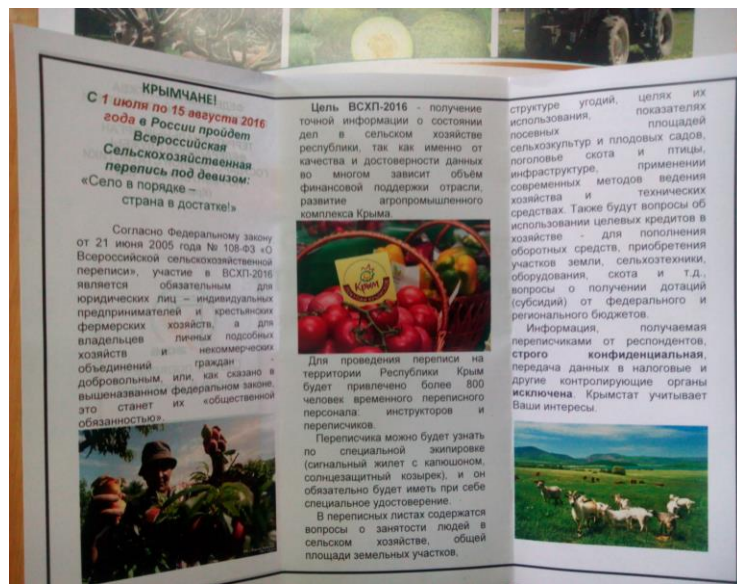 КРЫМЧАНЕ!
С 1 июля по 15 августа 2016
года в России пройдет
Всероссийская
Сельскохозяйственная
перепись под девизом:
«Село в порядке –
страна в достатке!»
Согласно Федеральному закону
от 21 июня 2005 года № 108-ФЗ «О
Всероссийской сельскохозяйственной
переписи», участие в ВСХП-2016
является обязательным для
юридических лиц – индивидуальных
предпринимателей и крестьянских
фермерских хозяйств, а для
владельцев личных подсобных
хозяйств и некоммерческих
объединений граждан -
добровольным, или, как сказано в
вышеназванном федеральном законе,
это станет их «общественной
обязанностью».
Цель ВСХП-2016 - получение
точной информации о состоянии
дел в сельском хозяйстве
республики, так как именно от
качества и достоверности данных
во многом зависит объём
финансовой поддержки отрасли,
развитие агропромышленного
комплекса Крыма.
Крым
Для проведения переписи на
территории Республики Крым
будет привлечено более 800
человек временного переписного
персонала: инструкторов и
переписчиков.
Переписчика можно будет узнать
по специальной экипировке
(сигнальный жилет с капюшоном,
солнцезащитный козырек), и он
обязательно будет иметь при себе
специальное удостоверение.
В переписных листах содержатся
вопросы о занятости людей в
сельском хозяйстве, общей
площади земельных участков,
структуре угодий, целях их
использования, показателях
посевных площадей
сельхозкультур и плодовых садов,
поголовье скота и птицы,
инфраструктуре, применении
современных методов ведения
хозяйства и технических
средствах. Также будут вопросы об
использовании целевых кредитов в
хозяйстве - для пополнения
оборотных средств, приобретения
участков земли, сельхозтехники,
оборудования, скота и т.д.,
вопросы о получении дотаций
(субсидий) от федерального и
регионального бюджетов.
Информация, получаемая
переписчиками от респондентов,
строго конфиденциальная,
передача данных в налоговые и
другие контролирующие органы
исключена. Крымстат учитывает
Ваши интересы.